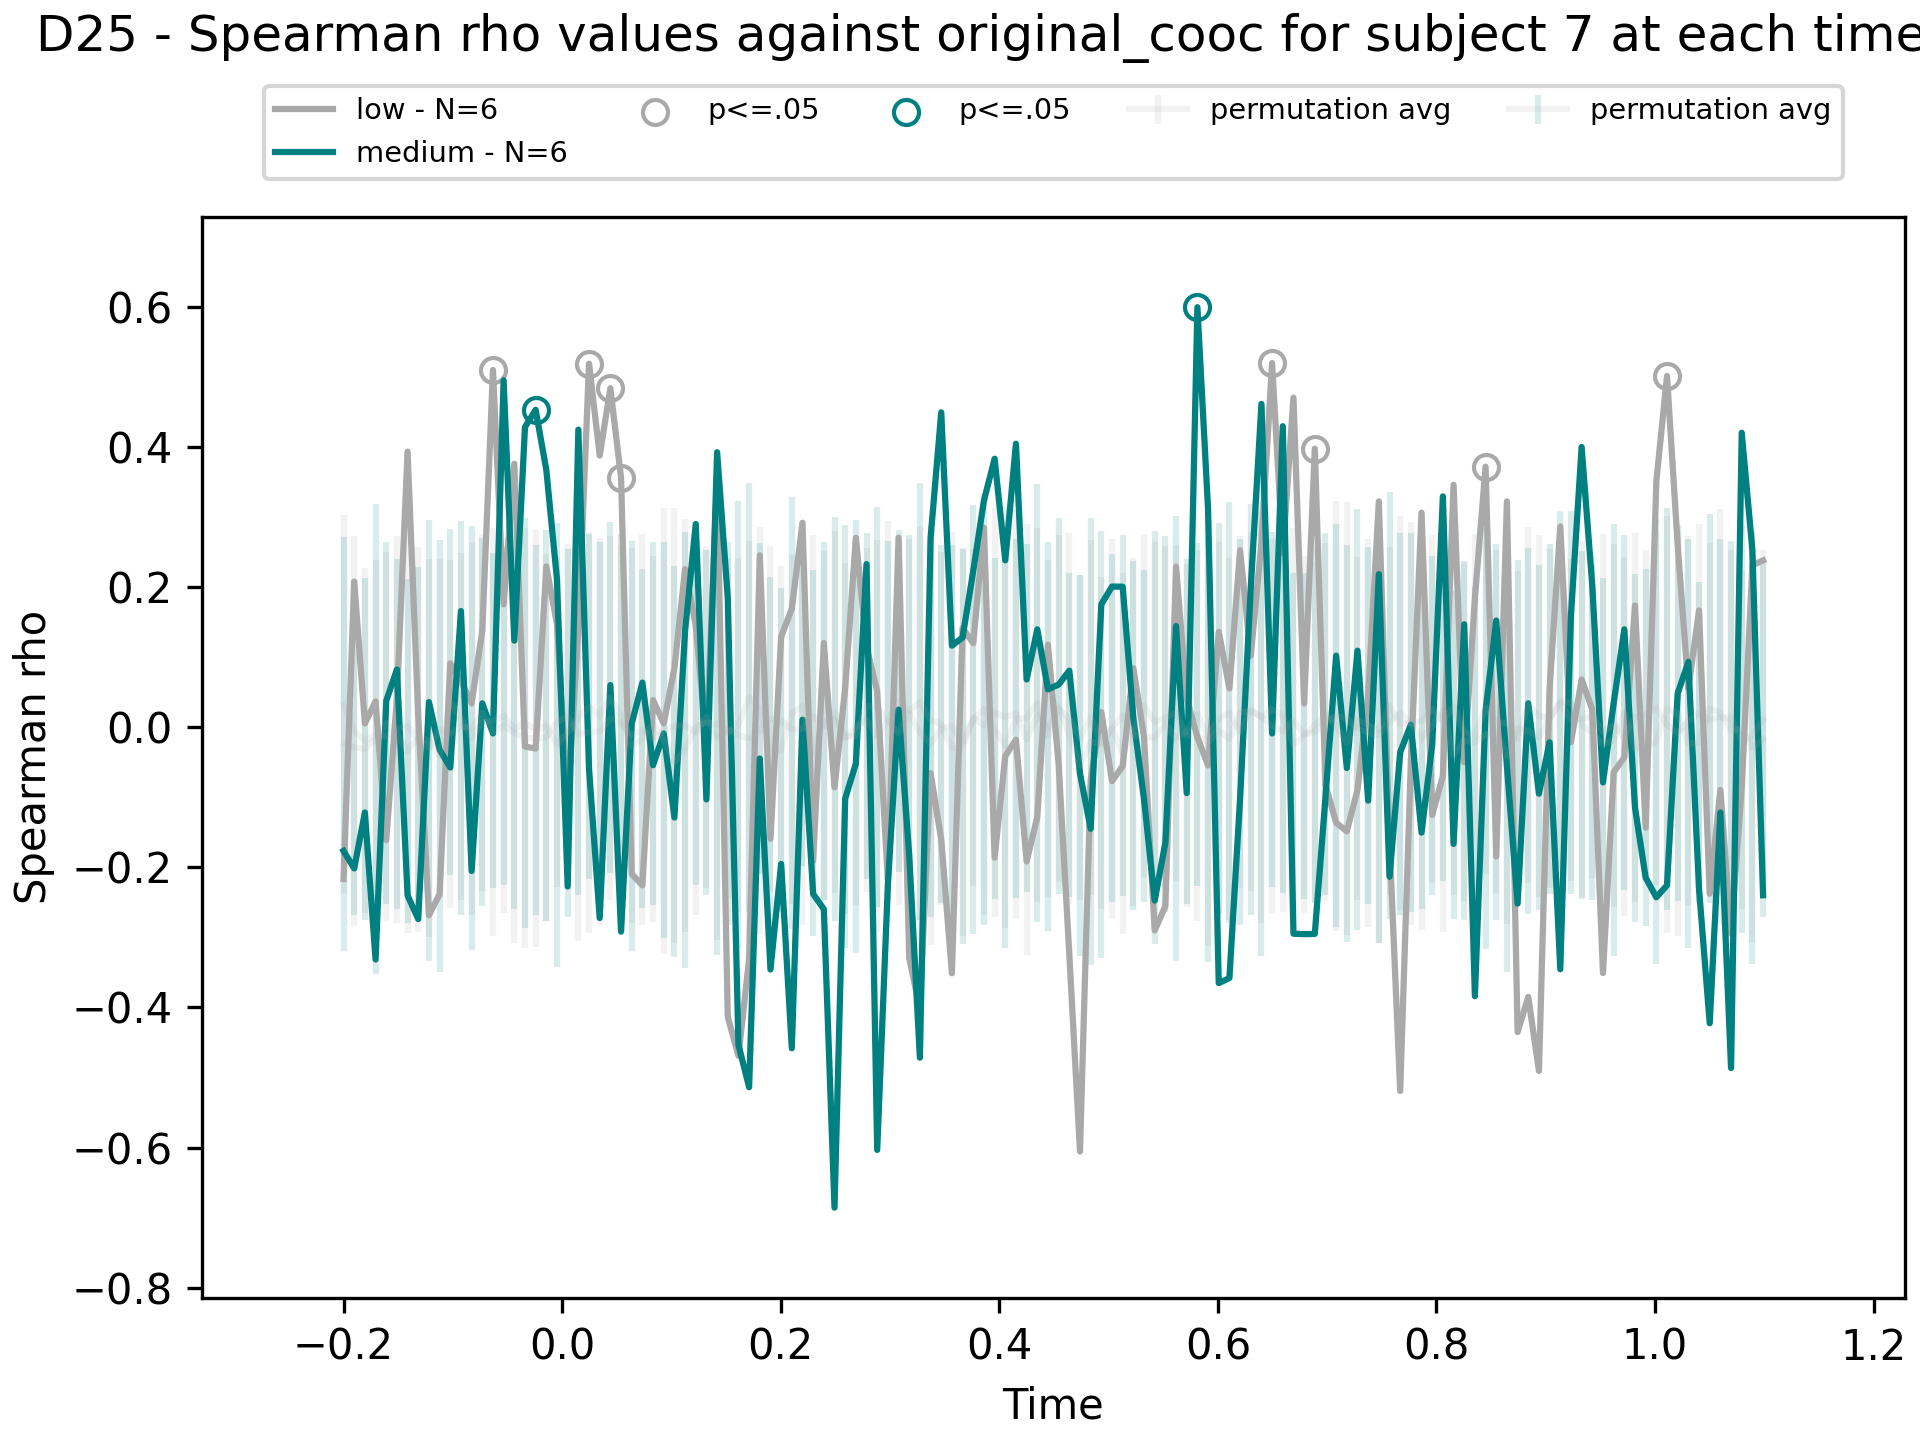 D25 - Spearman rho values against original_cooc for subject 7 at each time
low - N=6
medium - N=6
p<=.05
p<=.05
permutation avg
permutation avg
Spearman rho
0.6
0.4
0.2
0.0
−0.2
−0.4
−0.6
−0.8
−0.2
0.0
0.2
0.4
0.6
0.8
1.0
1.2
Time